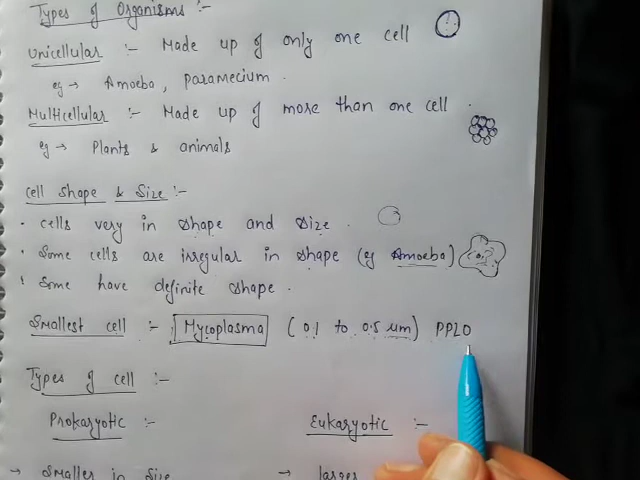 Types of Organisms :-
Unicellular :- Made up of only one cell
eg → Amoeba, paramecium.
Multicellular :- Made up of more than one cell.
eg → Plants & animals
Cell Shape & Size :-
• Cells very in shape and size.
• Some cells are irregular in shape (eg Amoeba)
• Some have definite shape.
Smallest cell :- Mycoplasma (0.1 to 0.5 μm) PPLO
Types of cell :-
Prokaryotic :- Eukaryotic :-
→ Smaller in size → larger